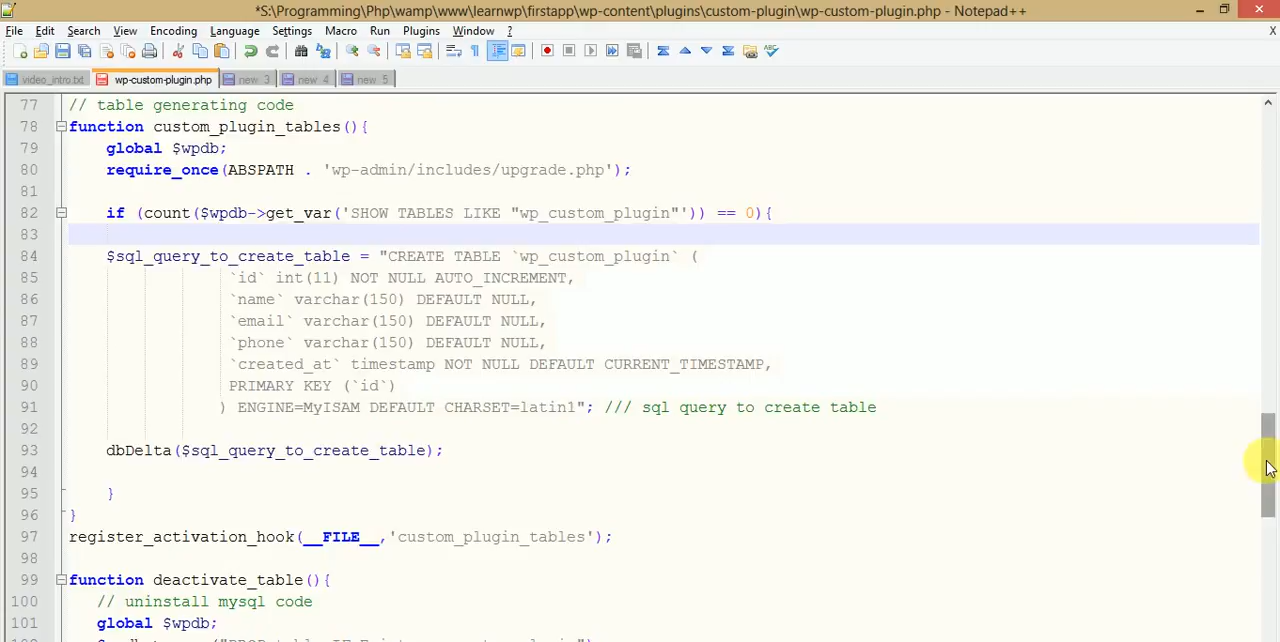 *S:\Programming\Php\wamp\www\learnwp\firstapp\wp-content\plugins\custom-plugin\wp-custom-plugin.php - Notepad++
File Edit Search View Encoding Language Settings Macro Run Plugins Window ? X
video_intro.txt wp-custom-plugin.php new 3 new 4 new 5
77 // table generating code
78 function custom_plugin_tables(){
79 global $wpdb;
80 require_once(ABSPATH . 'wp-admin/includes/upgrade.php');
81
82 if (count($wpdb->get_var('SHOW TABLES LIKE "wp_custom_plugin"')) == 0){
83
84 $sql_query_to_create_table = "CREATE TABLE `wp_custom_plugin` (
85 `id` int(11) NOT NULL AUTO_INCREMENT,
86 `name` varchar(150) DEFAULT NULL,
87 `email` varchar(150) DEFAULT NULL,
88 `phone` varchar(150) DEFAULT NULL,
89 `created_at` timestamp NOT NULL DEFAULT CURRENT_TIMESTAMP,
90 PRIMARY KEY (`id`)
91 ) ENGINE=MyISAM DEFAULT CHARSET=latin1"; /// sql query to create table
92
93 dbDelta($sql_query_to_create_table);
94
95 }
96 }
97 register_activation_hook(__FILE__,'custom_plugin_tables');
98
99 function deactivate_table(){
100 // uninstall mysql code
101 global $wpdb;